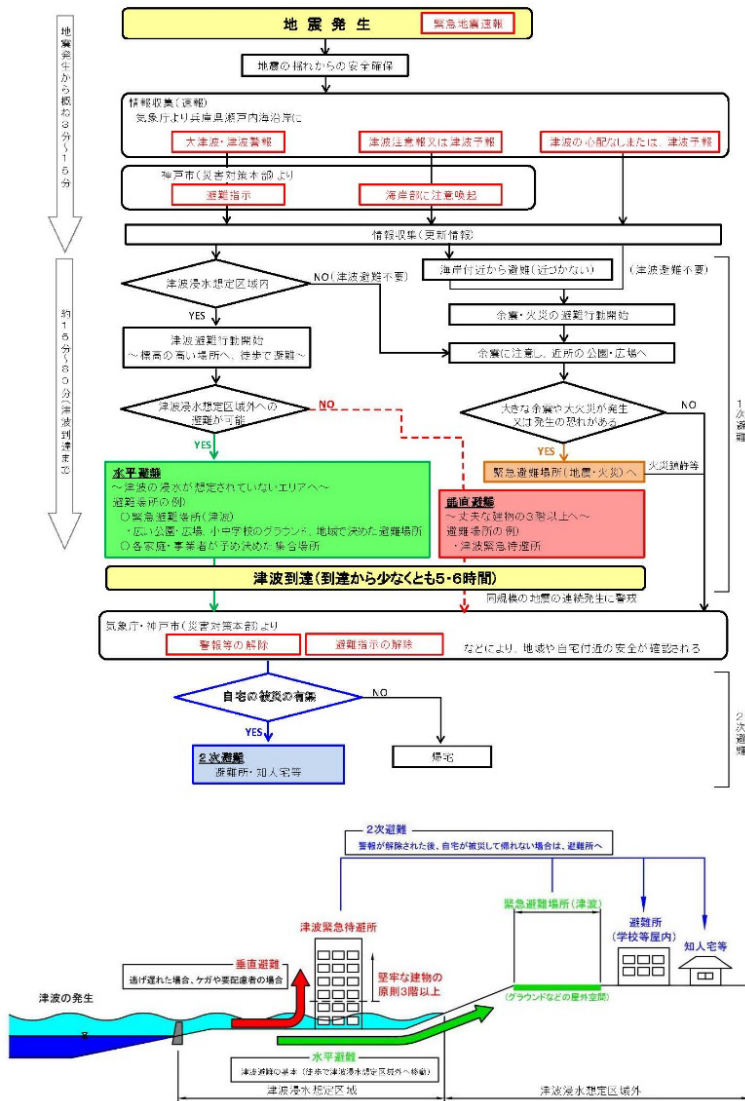 地震発生
緊急地震速報
地震の揺れからの安全確保
地震発生から概ね3分～15分
情報収集(速報)
気象庁より兵庫県瀬戸内海沿岸に
大津波・津波警報
津波注意報又は津波予報
津波の心配なしまたは、津波予報
神戸市(災害対策本部)より
避難指示
海岸部に注意喚起
情報収集(更新情報)
約15分～80分(津波到達まで)
津波浸水想定区域内
NO(津波避難不要)
海岸付近から避難(近づかない)
(津波避難不要)
YES
余震・火災の避難行動開始
津波避難行動開始
～標高の高い場所へ、徒歩で避難～
余震に注意し、近所の公園・広場へ
津波浸水想定区域外への
避難が可能
NO
大きな余震や大火災が発生
又は発生の恐れがある
NO
1次避難
YES
YES
水平避難
～津波の浸水が想定されていないエリアへ～
避難場所の例)
○緊急避難場所(津波)
・広い公園・広場、小中学校のグラウンド、地域で決めた避難場所
○各家庭・事業者が予め決めた集合場所
緊急避難場所(地震・火災)へ
火災鎮静等
垂直避難
～丈夫な建物の3階以上へ～
避難場所の例)
・津波緊急待避所
津波到達(到達から少なくとも5・6時間)
同規模の地震の連続発生に警戒
気象庁・神戸市(災害対策本部)より
警報等の解除
避難指示の解除
などにより、地域や自宅付近の安全が確認される
自宅の被災の有無
NO
YES
2次避難
2次避難
避難所・知人宅等
帰宅
2次避難
警報が解除された後、自宅が被災して帰れない場合は、避難所へ
津波緊急待避所
緊急避難場所(津波)
避難所
(学校等屋内)
知人宅等
垂直避難
逃げ遅れた場合、ケガや要配慮者の場合
堅牢な建物の
原則3階以上
津波の発生
(グラウンドなどの屋外空間)
水平避難
津波避難の基本(徒歩で津波浸水想定区域外へ移動)
津波浸水想定区域
津波浸水想定区域外